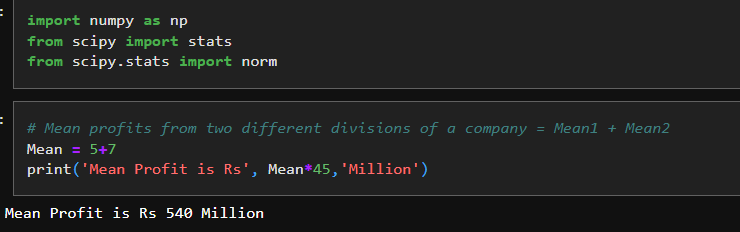 import numpy as np
from scipy import stats
from scipy.stats import norm
# Mean profits from two different divisions of a company = Mean1 + Mean2
Mean = 5+7
print('Mean Profit is Rs', Mean*45,'Million')
Mean Profit is Rs 540 Million